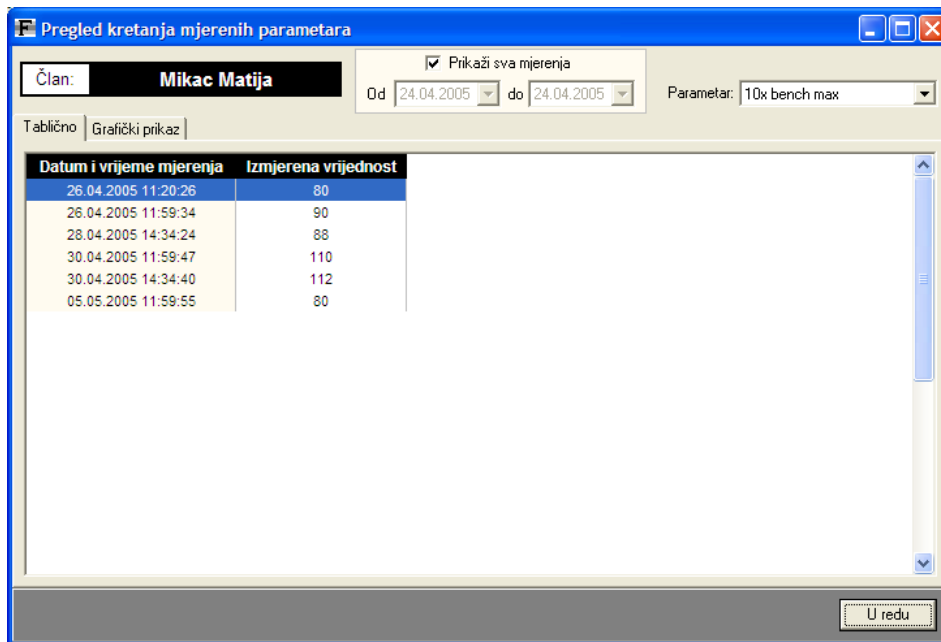 F Pregled kretanja mjerenih parametara
Prikaži sva mjerenja
Član: Mikac Matija
Od 24.04.2005 do 24.04.2005 Parametar: 10x bench max
Tablično Grafički prikaz
Datum i vrijeme mjerenja Izmjerena vrijednost
26.04.2005 11:20:26 80
26.04.2005 11:59:34 90
28.04.2005 14:34:24 88
30.04.2005 11:59:47 110
30.04.2005 14:34:40 112
05.05.2005 11:59:55 80
U redu